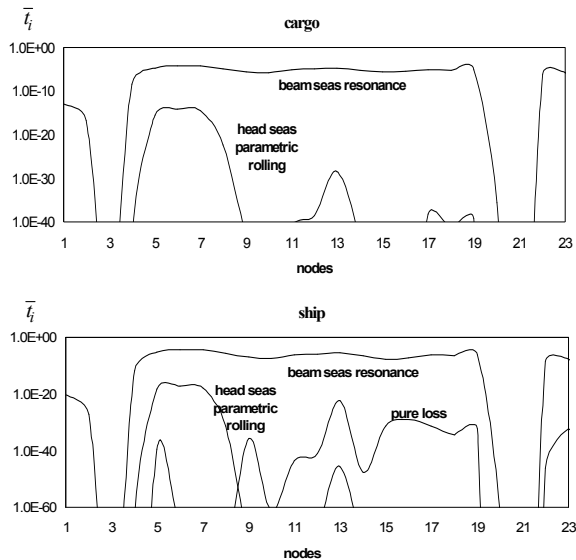 t̄ᵢ
cargo
1.0E+00
1.0E-10
1.0E-20
1.0E-30
1.0E-40
beam seas resonance
head seas
parametric
rolling
1 3 5 7 9 11 13 15 17 19 21 23
nodes
t̄ᵢ
ship
1.0E+00
1.0E-20
1.0E-40
1.0E-60
beam seas resonance
head seas
parametric
rolling
pure loss
1 3 5 7 9 11 13 15 17 19 21 23
nodes